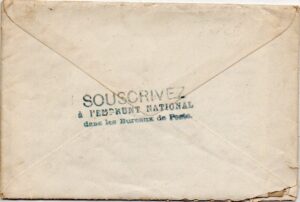 SOUSCRIVEZ
à l'EMPRUNT NATIONAL
dans les Bureaux de Poste.